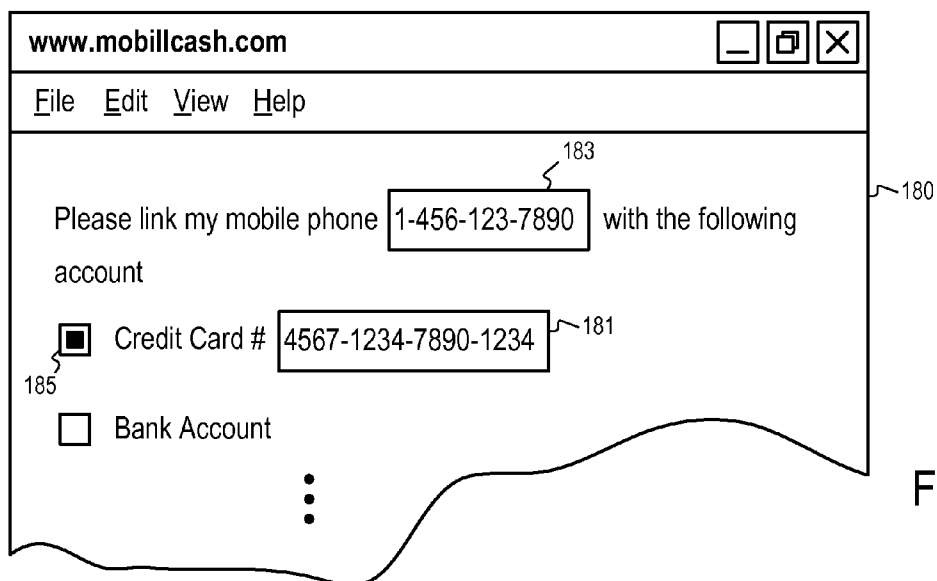 www.mobillcash.com
File Edit View Help
183
180
Please link my mobile phone 1-456-123-7890 with the following
account
Credit Card # 4567-1234-7890-1234 181
185
Bank Account
F